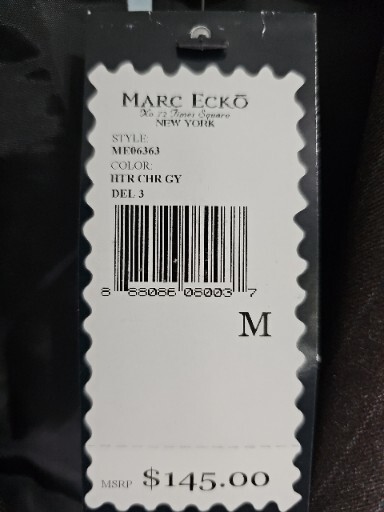 MARC ECKŌ
No 72 Times Square
NEW YORK
STYLE:
ME06363
COLOR:
HTR CHR GY
DEL 3
8 88086 08003 7
M
MSRP $145.00